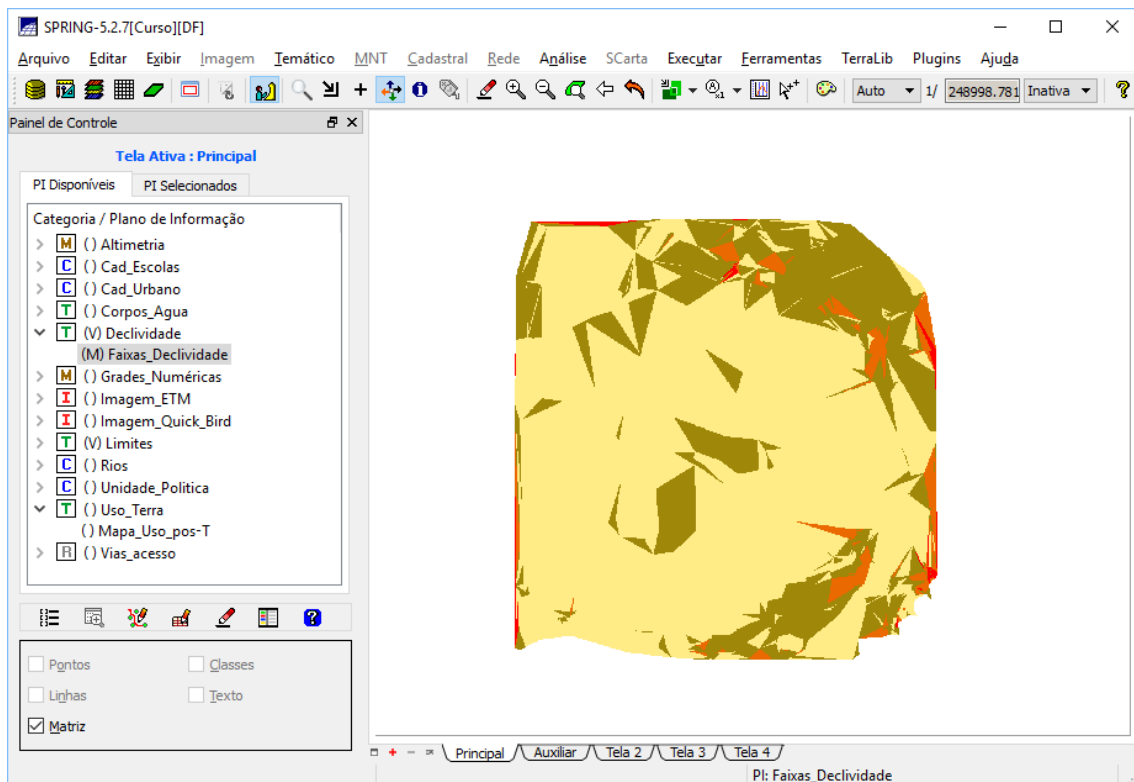 SPRING-5.2.7[Curso][DF]
Arquivo Editar Exibir Imagem Temático MNT Cadastral Rede Análise SCarta Executar Ferramentas TerraLib Plugins Ajuda
Auto 1/ 248998.781 Inativa
Painel de Controle
Tela Ativa : Principal
PI Disponíveis PI Selecionados
Categoria / Plano de Informação
M ( ) Altimetria
C ( ) Cad_Escolas
C ( ) Cad_Urbano
T ( ) Corpos_Agua
T (V) Declividade
(M) Faixas_Declividade
M ( ) Grades_Numéricas
I ( ) Imagem_ETM
I ( ) Imagem_Quick_Bird
T (V) Limites
C ( ) Rios
C ( ) Unidade_Politica
T ( ) Uso_Terra
( ) Mapa_Uso_pos-T
R ( ) Vias_acesso
Pontos Classes
Linhas Texto
Matriz
Principal Auxiliar Tela 2 Tela 3 Tela 4
PI: Faixas_Declividade